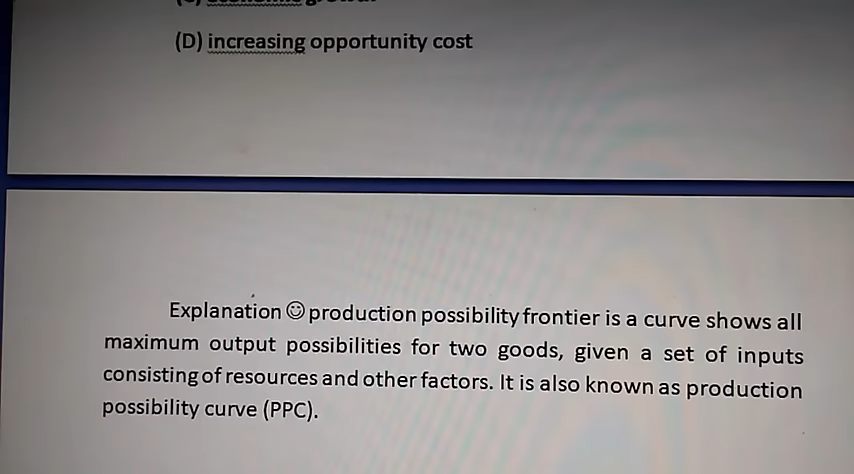 (D) increasing opportunity cost
Explanation ☺ production possibility frontier is a curve shows all
maximum output possibilities for two goods, given a set of inputs
consisting of resources and other factors. It is also known as production
possibility curve (PPC).